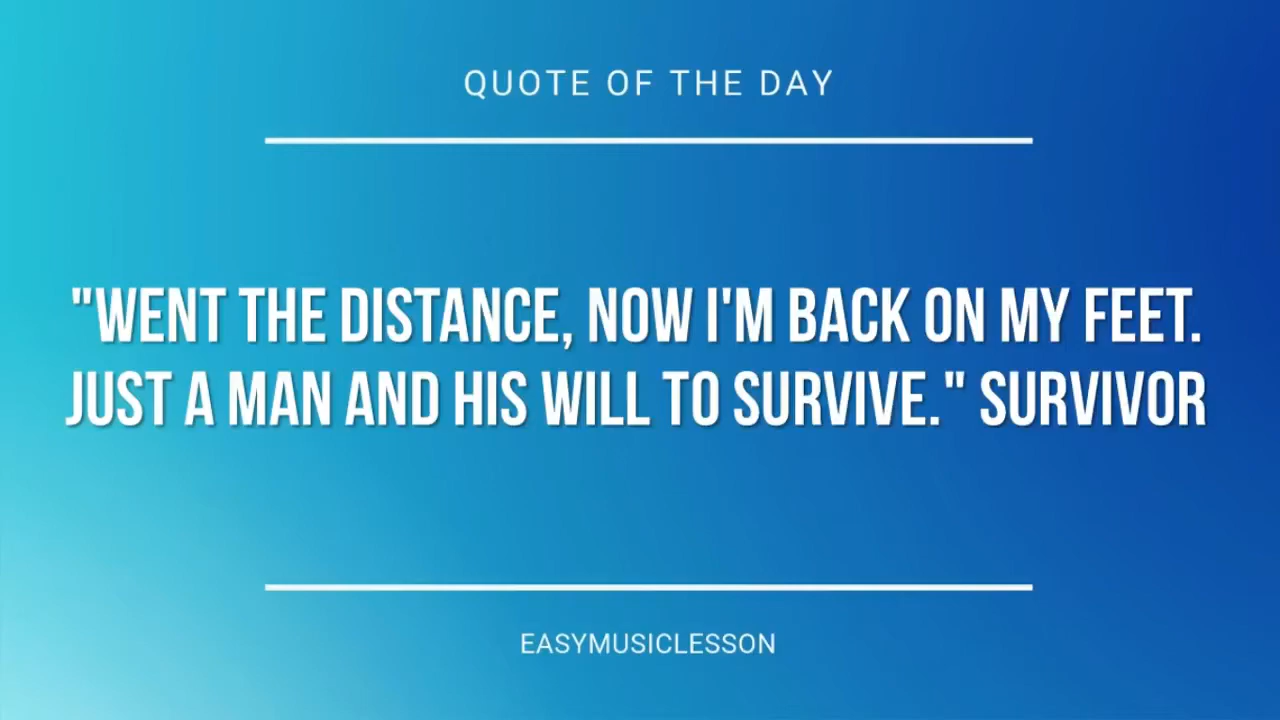 QUOTE OF THE DAY
"WENT THE DISTANCE, NOW I'M BACK ON MY FEET.
JUST A MAN AND HIS WILL TO SURVIVE." SURVIVOR
EASYMUSICLESSON